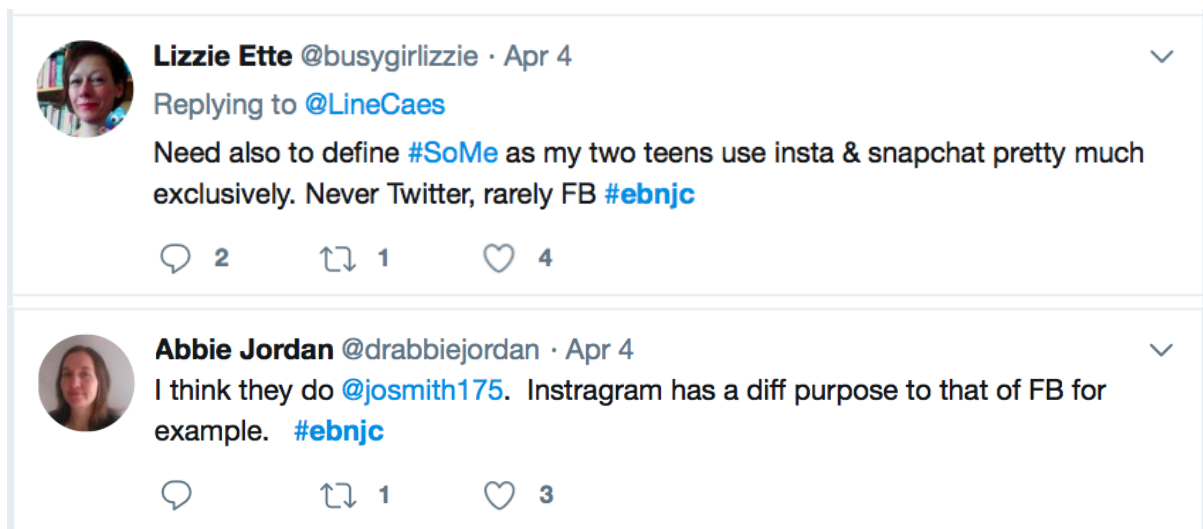 Lizzie Ette @busygirlizzie · Apr 4
Replying to @LineCaes
Need also to define #SoMe as my two teens use insta & snapchat pretty much
exclusively. Never Twitter, rarely FB #ebnjc
2 1 4
Abbie Jordan @drabbiejordan · Apr 4
I think they do @josmith175. Instragram has a diff purpose to that of FB for
example. #ebnjc
1 3